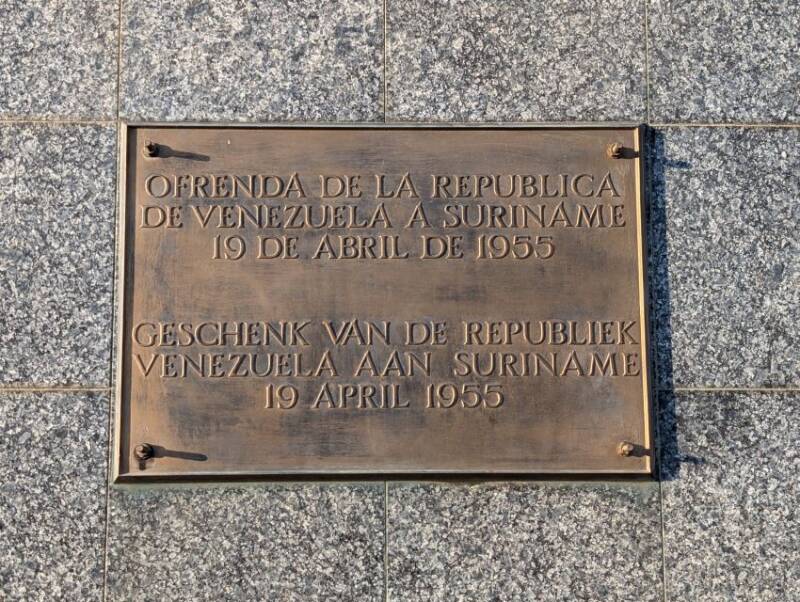 OFRENDA DE LA REPUBLICA
DE VENEZUELA A SURINAME
19 DE ABRIL DE 1955
GESCHENK VAN DE REPUBLIEK
VENEZUELA AAN SURINAME
19 APRIL 1955